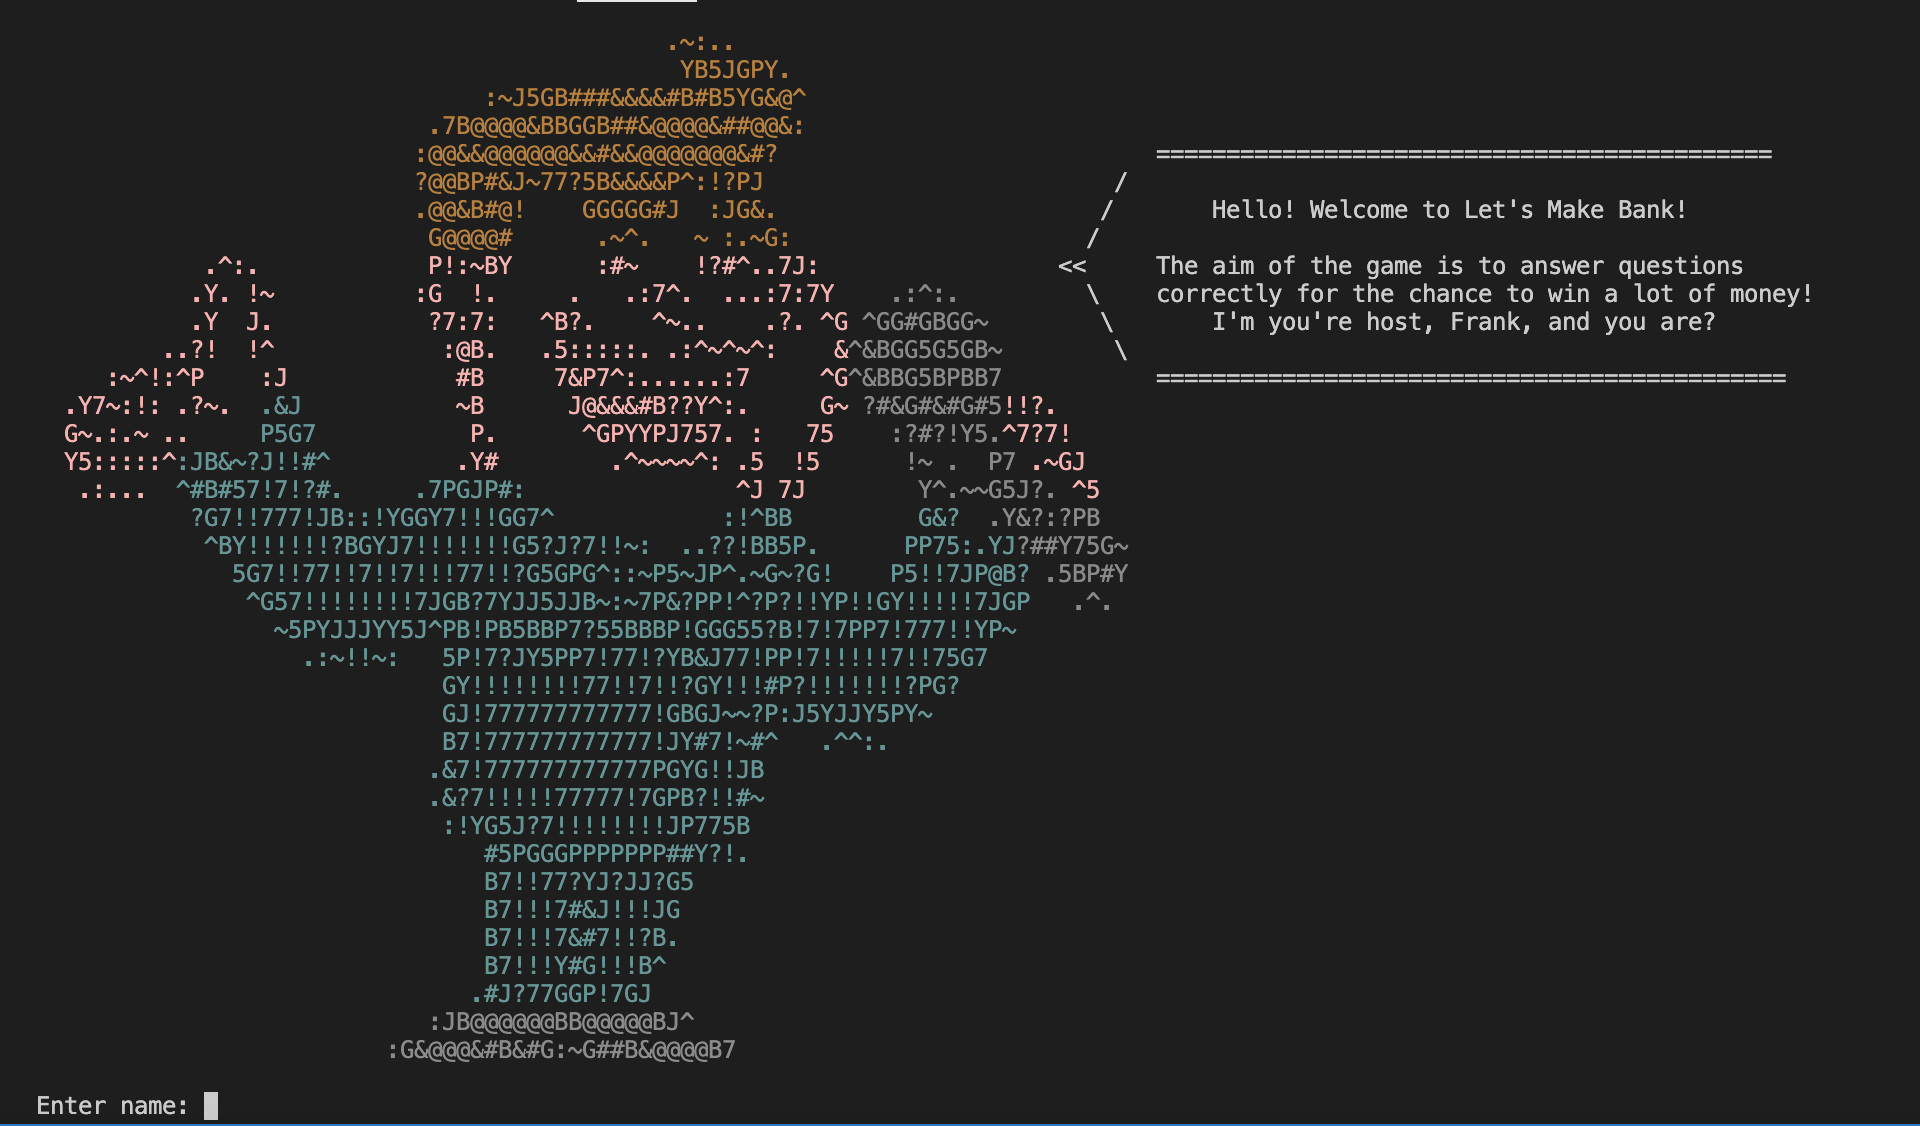 Hello! Welcome to Let's Make Bank!
The aim of the game is to answer questions
correctly for the chance to win a lot of money!
I'm you're host, Frank, and you are?
Enter name: